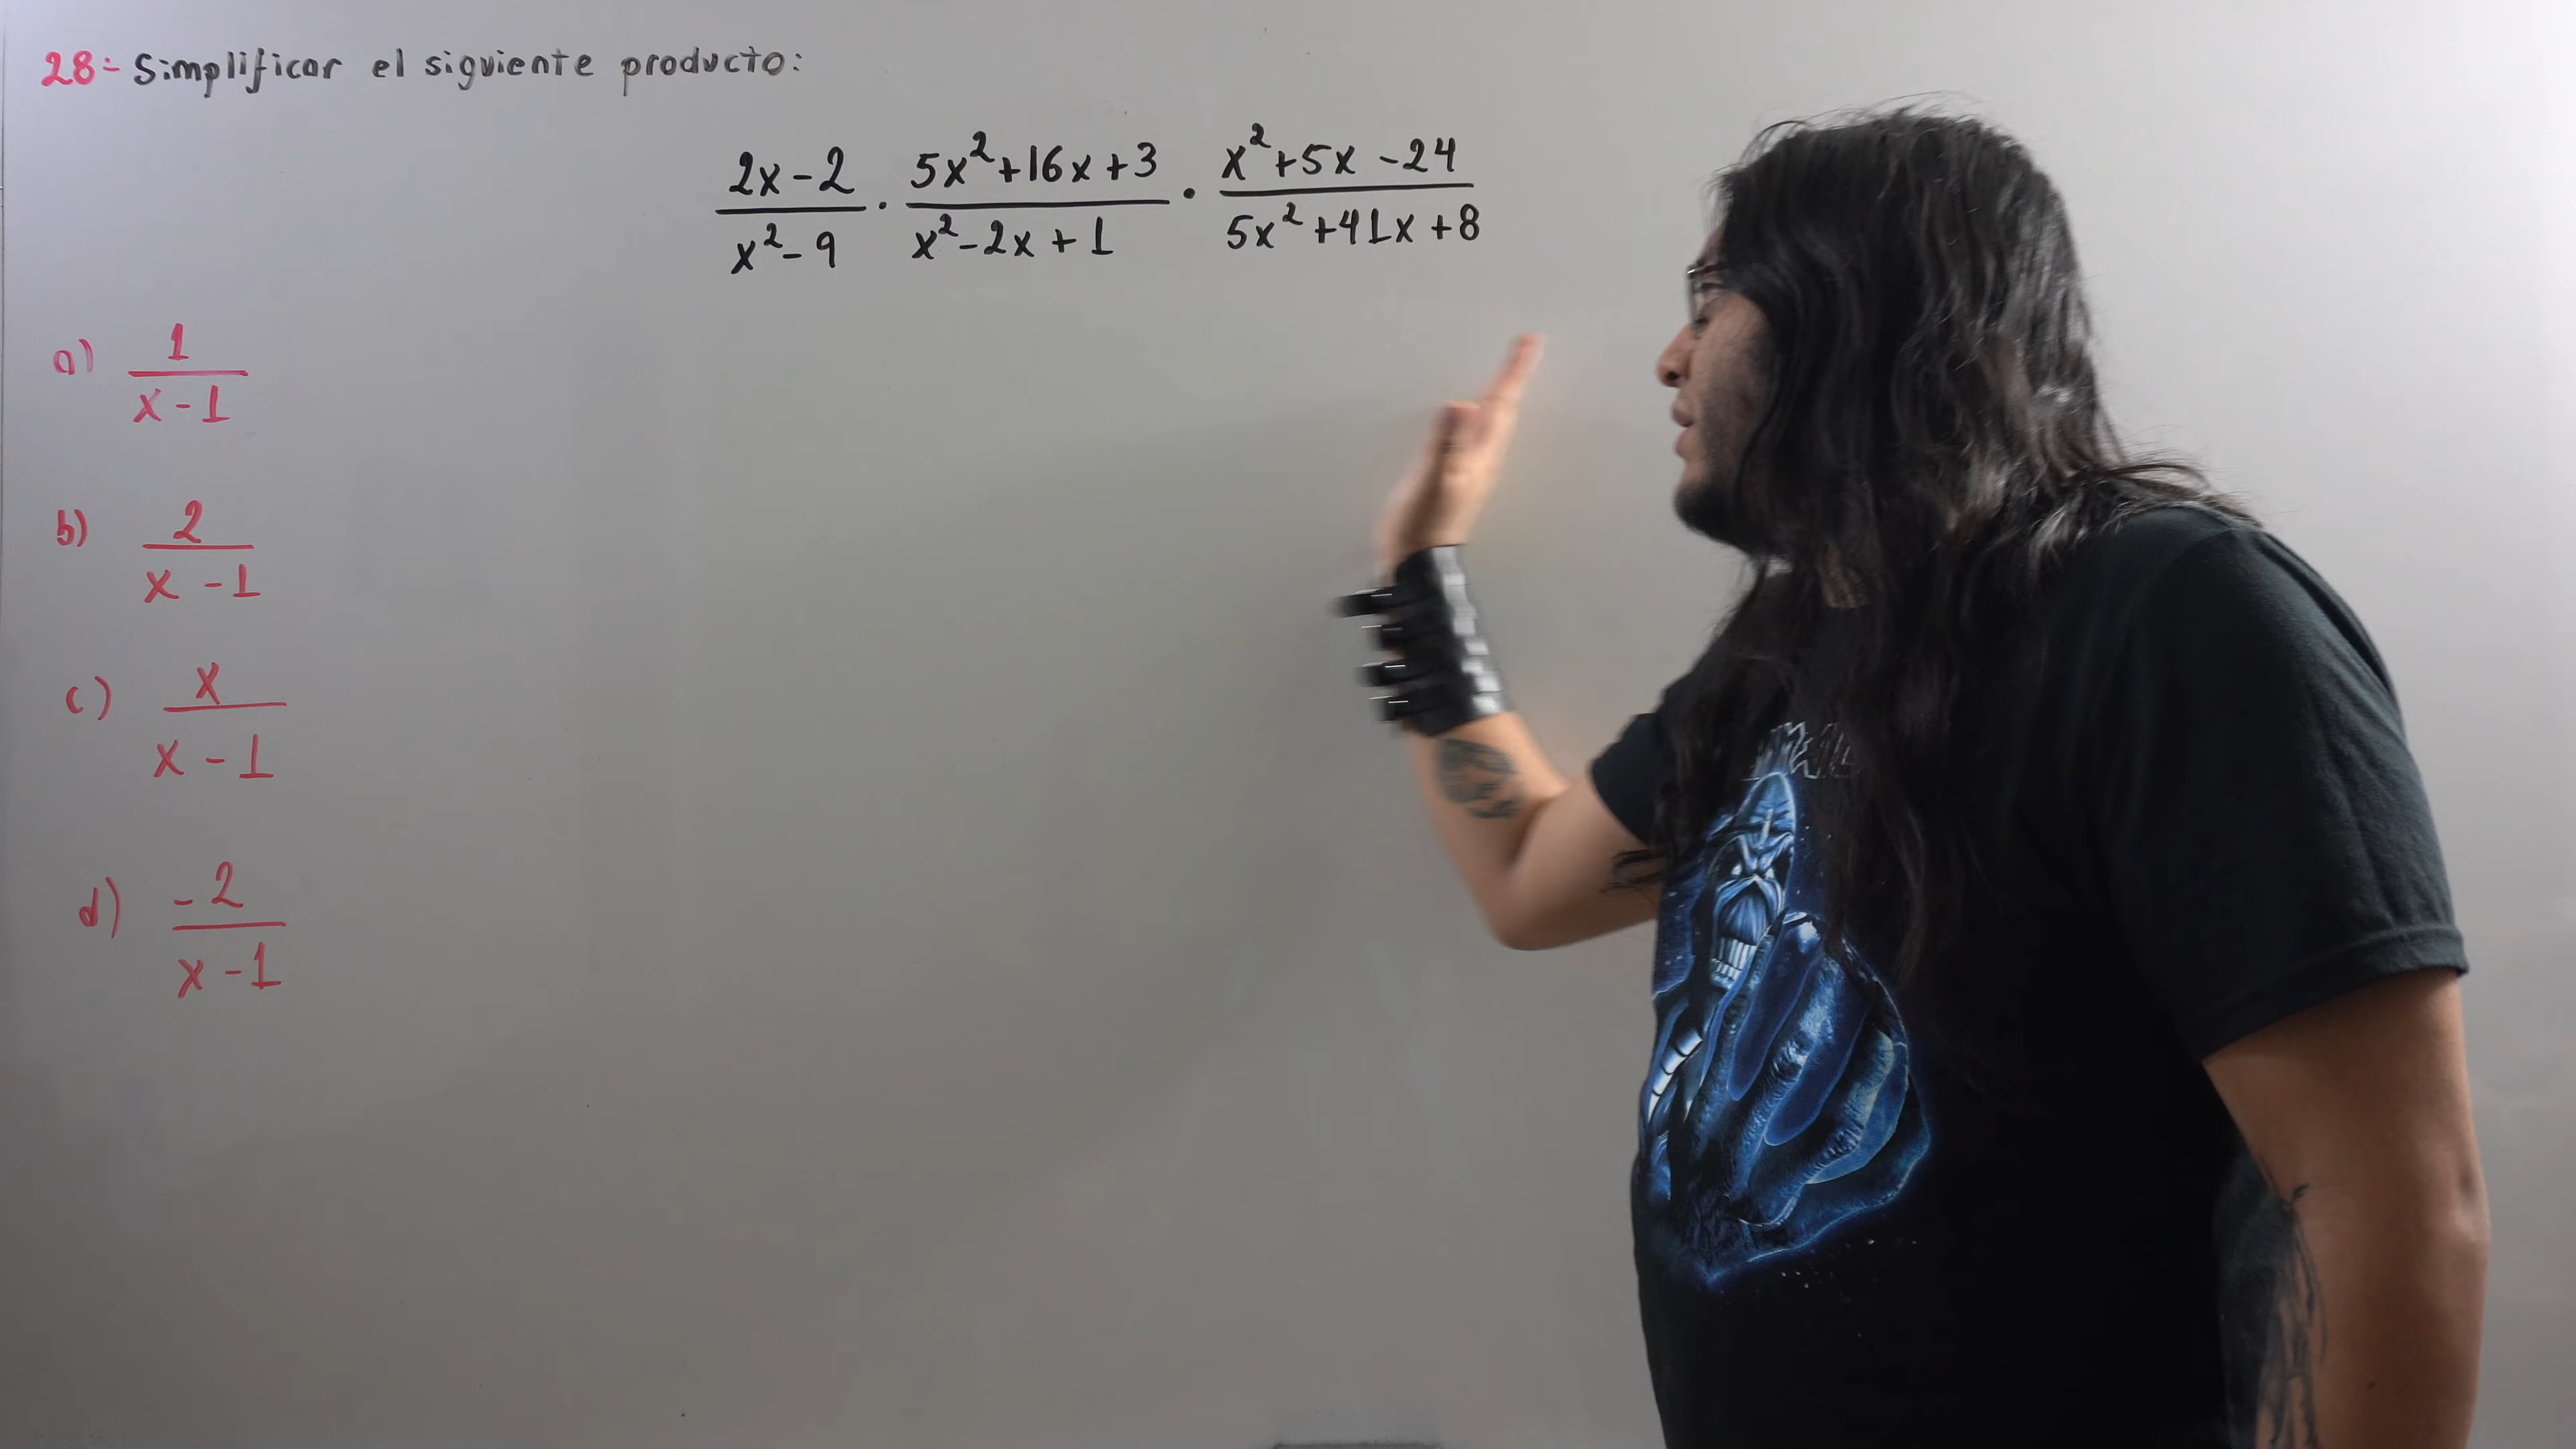 28:- Simplificar el siguiente producto:
2x-2 / x²-9 · 5x²+16x+3 / x²-2x+1 · x²+5x-24 / 5x²+41x+8
a) 1 / x-1
b) 2 / x-1
c) x / x-1
d) -2 / x-1